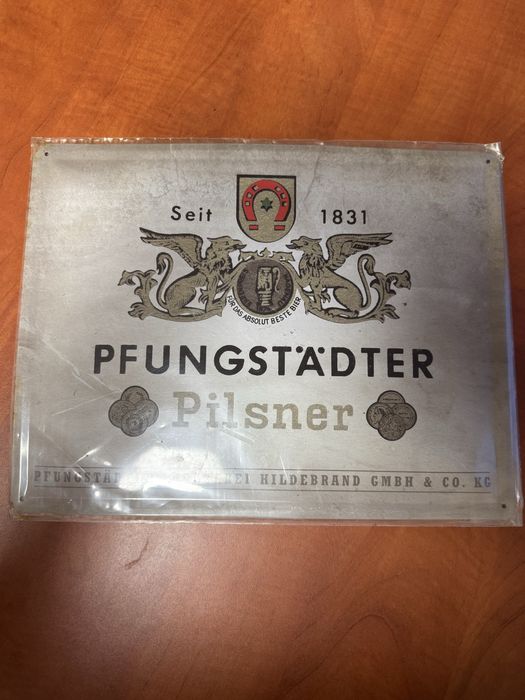 Seit 1831
FÜR DAS ABSOLUT BESTE BIER
PFUNGSTÄDTER
Pilsner
HILDEBRAND GMBH & CO. KG